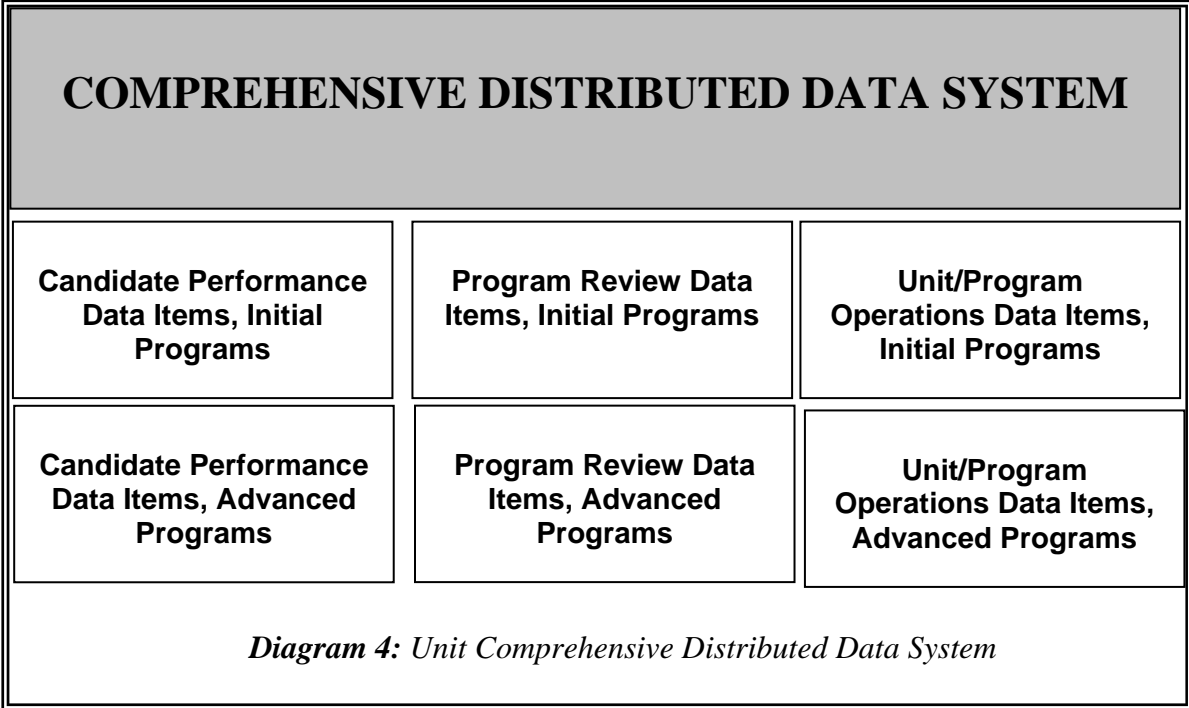 COMPREHENSIVE DISTRIBUTED DATA SYSTEM
Candidate Performance
Data Items, Initial
Programs
Program Review Data
Items, Initial Programs
Unit/Program
Operations Data Items,
Initial Programs
Candidate Performance
Data Items, Advanced
Programs
Program Review Data
Items, Advanced
Programs
Unit/Program
Operations Data Items,
Advanced Programs
Diagram 4: Unit Comprehensive Distributed Data System